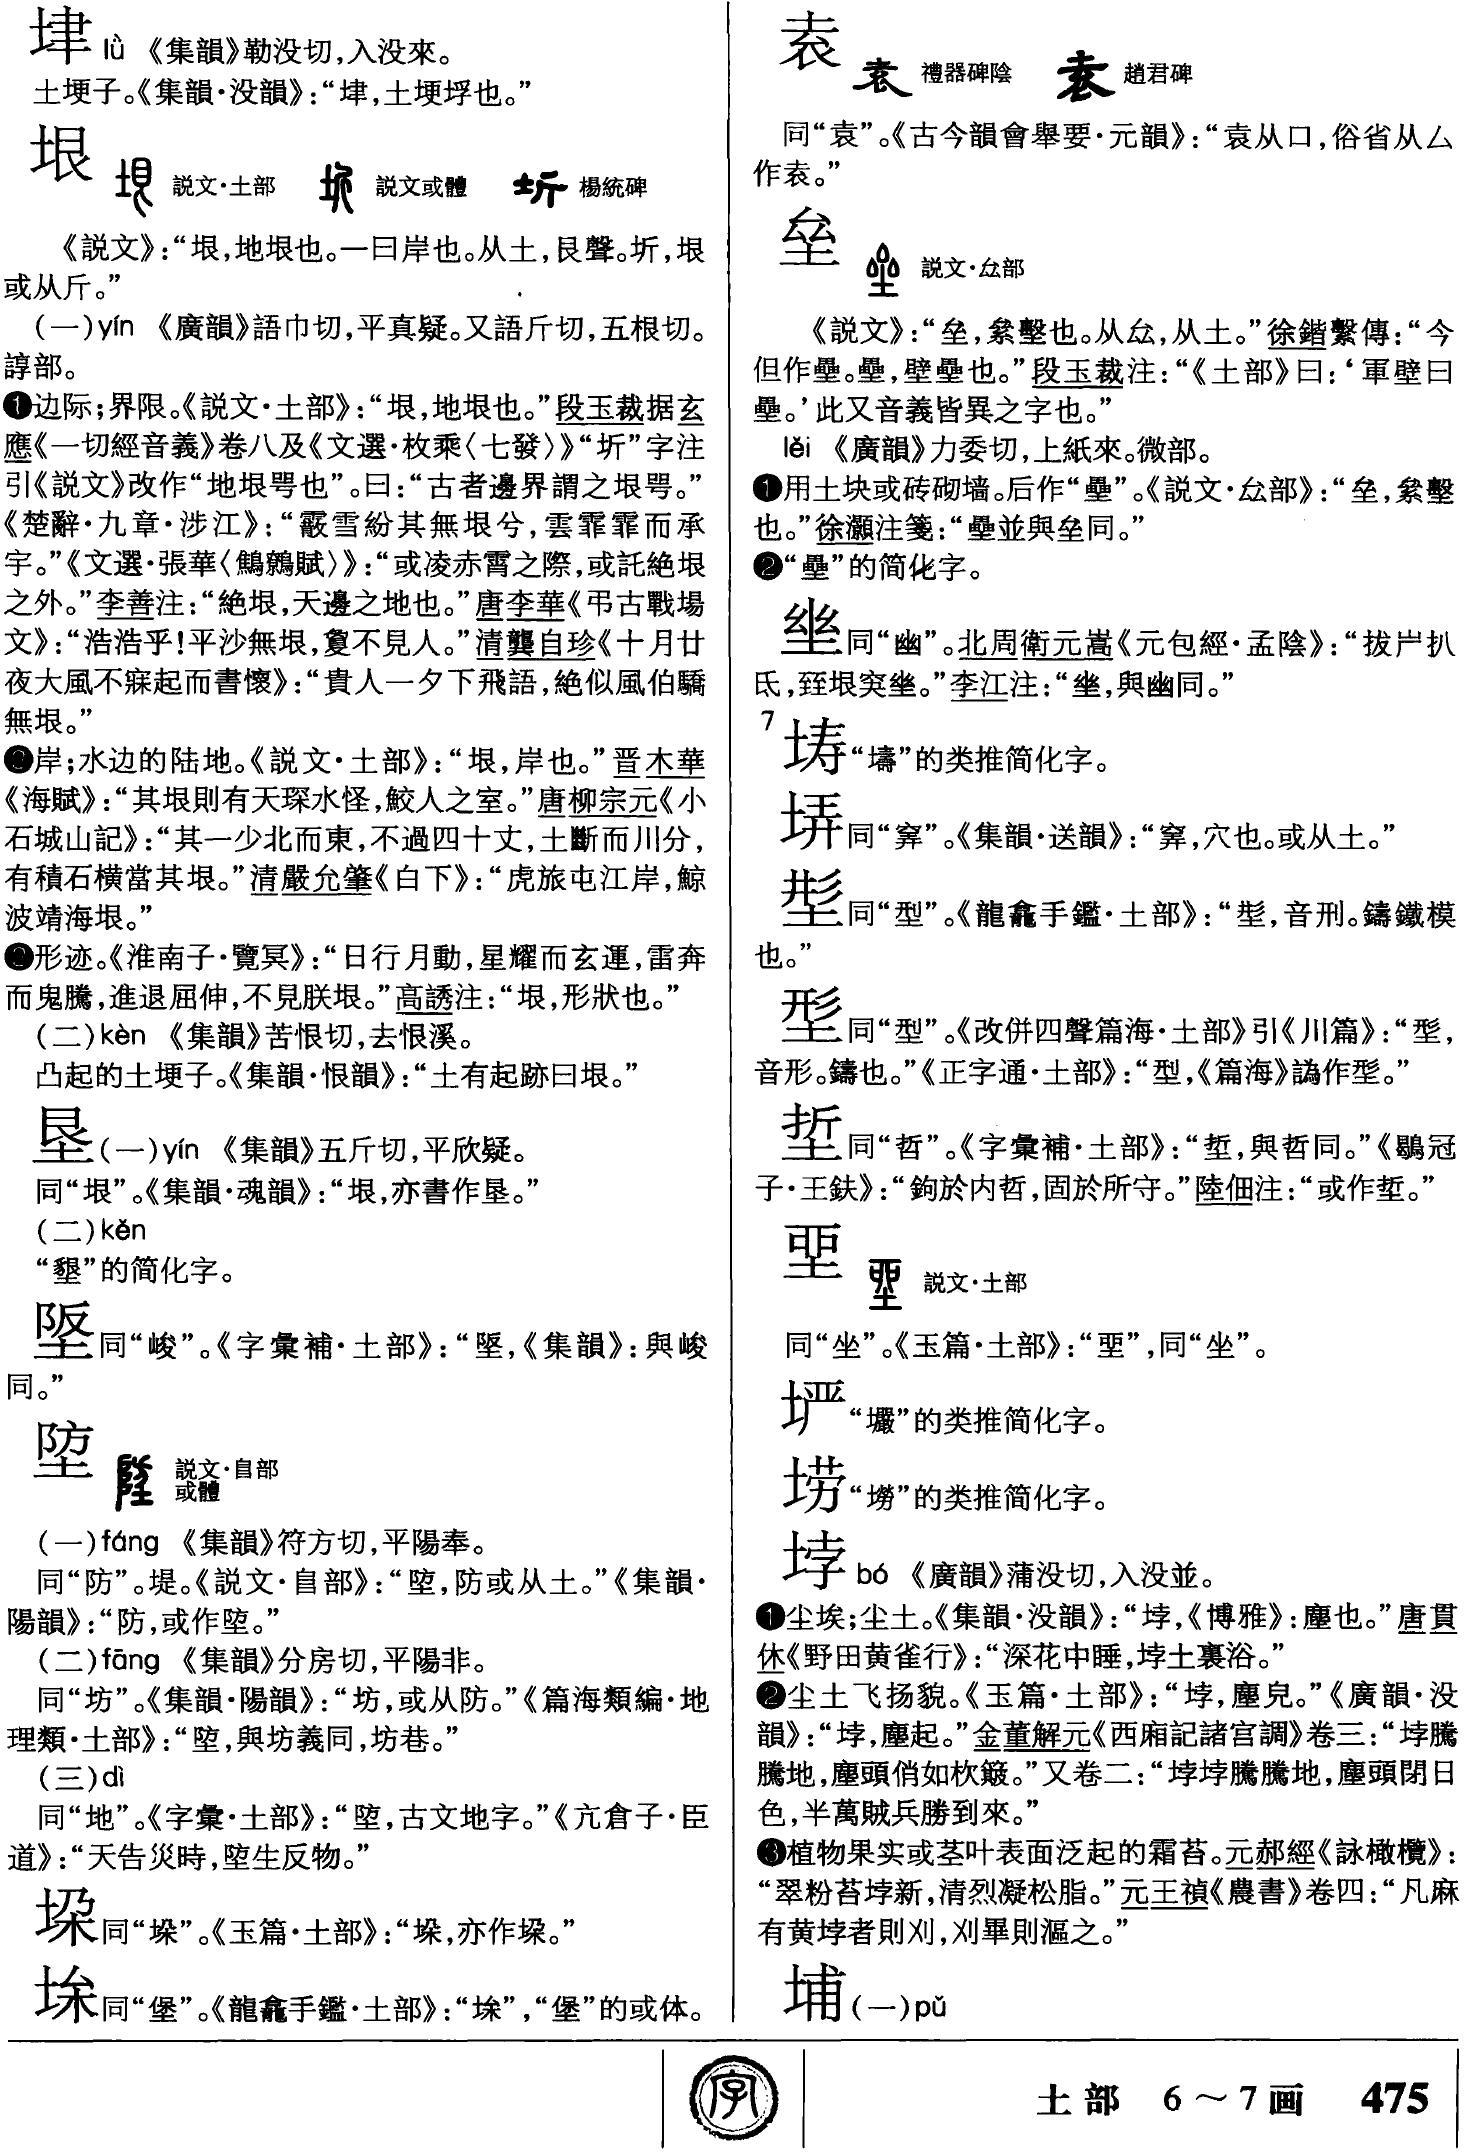 垏 lǜ 《集韻》勒没切,入没來。
土埂子。《集韻·没韻》:“垏,土埂垺也。”
垠 説文·土部 説文或體 楊統碑
《説文》:“垠,地垠也。一曰岸也。从土,艮聲。圻,垠
或从斤。”
(一)yín 《廣韻》語巾切,平真疑。又語斤切,五根切。
諄部。
❶边际;界限。《説文·土部》:“垠,地垠也。”段玉裁据玄
應《一切經音義》卷八及《文選·枚乘〈七發〉》“圻”字注
引《説文》改作“地垠咢也”。曰:“古者邊界謂之垠咢。”
《楚辭·九章·涉江》:“霰雪紛其無垠兮,雲霏霏而承
宇。”《文選·張華〈鷦鷯賦〉》:“或凌赤霄之際,或託絶垠
之外。”李善注:“絶垠,天邊之地也。”唐李華《弔古戰場
文》:“浩浩乎!平沙無垠,敻不見人。”清龔自珍《十月廿
夜大風不寐起而書懷》:“貴人一夕下飛語,絶似風伯驕
無垠。”
❷岸;水边的陆地。《説文·土部》:“垠,岸也。”晋木華
《海賦》:“其垠則有天琛水怪,鮫人之室。”唐柳宗元《小
石城山記》:“其一少北而東,不過四十丈,土斷而川分,
有積石横當其垠。”清嚴允肇《白下》:“虎旅屯江岸,鯨
波靖海垠。”
❸形迹。《淮南子·覽冥》:“日行月動,星耀而玄運,雷奔
而鬼騰,進退屈伸,不見朕垠。”高誘注:“垠,形狀也。”
(二)kèn 《集韻》苦恨切,去恨溪。
凸起的土埂子。《集韻·恨韻》:“土有起跡曰垠。”
垦(一)yín 《集韻》五斤切,平欣疑。
同“垠”。《集韻·魂韻》:“垠,亦書作垦。”
(二)kěn
“墾”的简化字。
同“峻”。《字彙補·土部》:“《集韻》:與峻
同。”
埅 説文·𨸏部
或體
(一)fáng 《集韻》符方切,平陽奉。
同“防”。堤。《説文·𨸏部》:“埅,防或从土。”《集韻·
陽韻》:“防,或作埅。”
(二)fāng 《集韻》分房切,平陽非。
同“坊”。《集韻·陽韻》:“坊,或从防。”《篇海類編·地
理類·土部》:“埅,與坊義同,坊巷。”
(三)dì
同“地”。《字彙·土部》:“埅,古文地字。”《亢倉子·臣
道》:“天告災時,埅生反物。”
垜同“垛”。《玉篇·土部》:“垛,亦作垜。”
同“堡”。《龍龕手鑑·土部》:“”,“堡”的或体。
袁 禮器碑陰 趙君碑
同“袁”。《古今韻會舉要·元韻》:“袁从口,俗省从厶
作𡊮。”
垒 説文·厽部
《説文》:“垒,絫墼也。从厽,从土。”徐鍇繫傳:“今
但作壘。壘,壁壘也。”段玉裁注:“《土部》曰:‘軍壁曰
壘。’此又音義皆異之字也。”
lěi 《廣韻》力委切,上紙來。微部。
❶用土块或砖砌墙。后作“壘”。《説文·厽部》:“垒,絫墼
也。”徐灝注箋:“壘並與垒同。”
❷“壘”的简化字。
同“幽”。北周衛元嵩《元包經·孟陰》:“拔屵扒
氐,臸垠突𡊡。”李江注:“與幽同。”
7 埗“壔”的类推简化字。
同“穽”。《集韻·送韻》:“穽,穴也。或从土。”
同“型”。《龍龕手鑑·土部》:“音刑。鑄鐵模
也。”
同“型”。《改併四聲篇海·土部》引《川篇》:“
音形。鑄也。”《正字通·土部》:“型,《篇海》譌作”
埑同“哲”。《字彙補·土部》:“埑,與哲同。”《鶡冠
子·王鈇》:“鉤於内哲,固於所守。”陸佃注:“或作埑。”
垔 説文·土部
同“坐”。《玉篇·土部》:“”,同“坐”。
“壧”的类推简化字。
塝“塝”的类推简化字。
垺 bó 《廣韻》蒲没切,入没並。
❶尘埃;尘土。《集韻·没韻》:“埻,《博雅》:塵也。”唐貫
休《野田黄雀行》:“深花中睡,埻土裏浴。”
❷尘土飞扬貌。《玉篇·土部》:“埻,塵皃。”《廣韻·没
韻》:“埻,塵起。”金董解元《西廂記諸宫調》卷三:“埻騰
騰地,塵頭俏如杴簸。”又卷二:“埻埻騰騰地,塵頭閉日
色,半萬賊兵勝到來。”
❸植物果实或茎叶表面泛起的霜苔。元郝經《詠橄欖》:
“翠粉苔埻新,清烈凝松脂。”元王禎《農書》卷四:“凡麻
有黄埻者則刈,刈畢則漚之。”
埔(一)pǔ
字 土部 6～7画 475